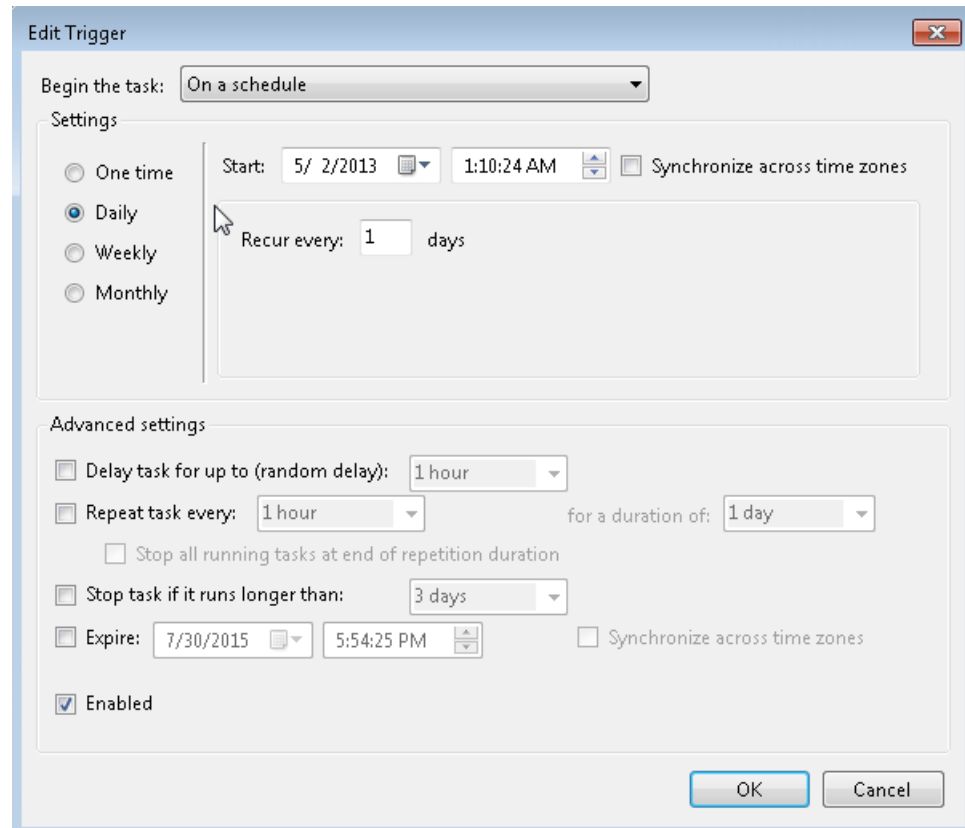 Edit Trigger
Begin the task: On a schedule
Settings
One time
Daily
Weekly
Monthly
Start: 5/ 2/2013 1:10:24 AM Synchronize across time zones
Recur every: 1 days
Advanced settings
Delay task for up to (random delay): 1 hour
Repeat task every: 1 hour for a duration of: 1 day
Stop all running tasks at end of repetition duration
Stop task if it runs longer than: 3 days
Expire: 7/30/2015 5:54:25 PM Synchronize across time zones
Enabled
OK Cancel